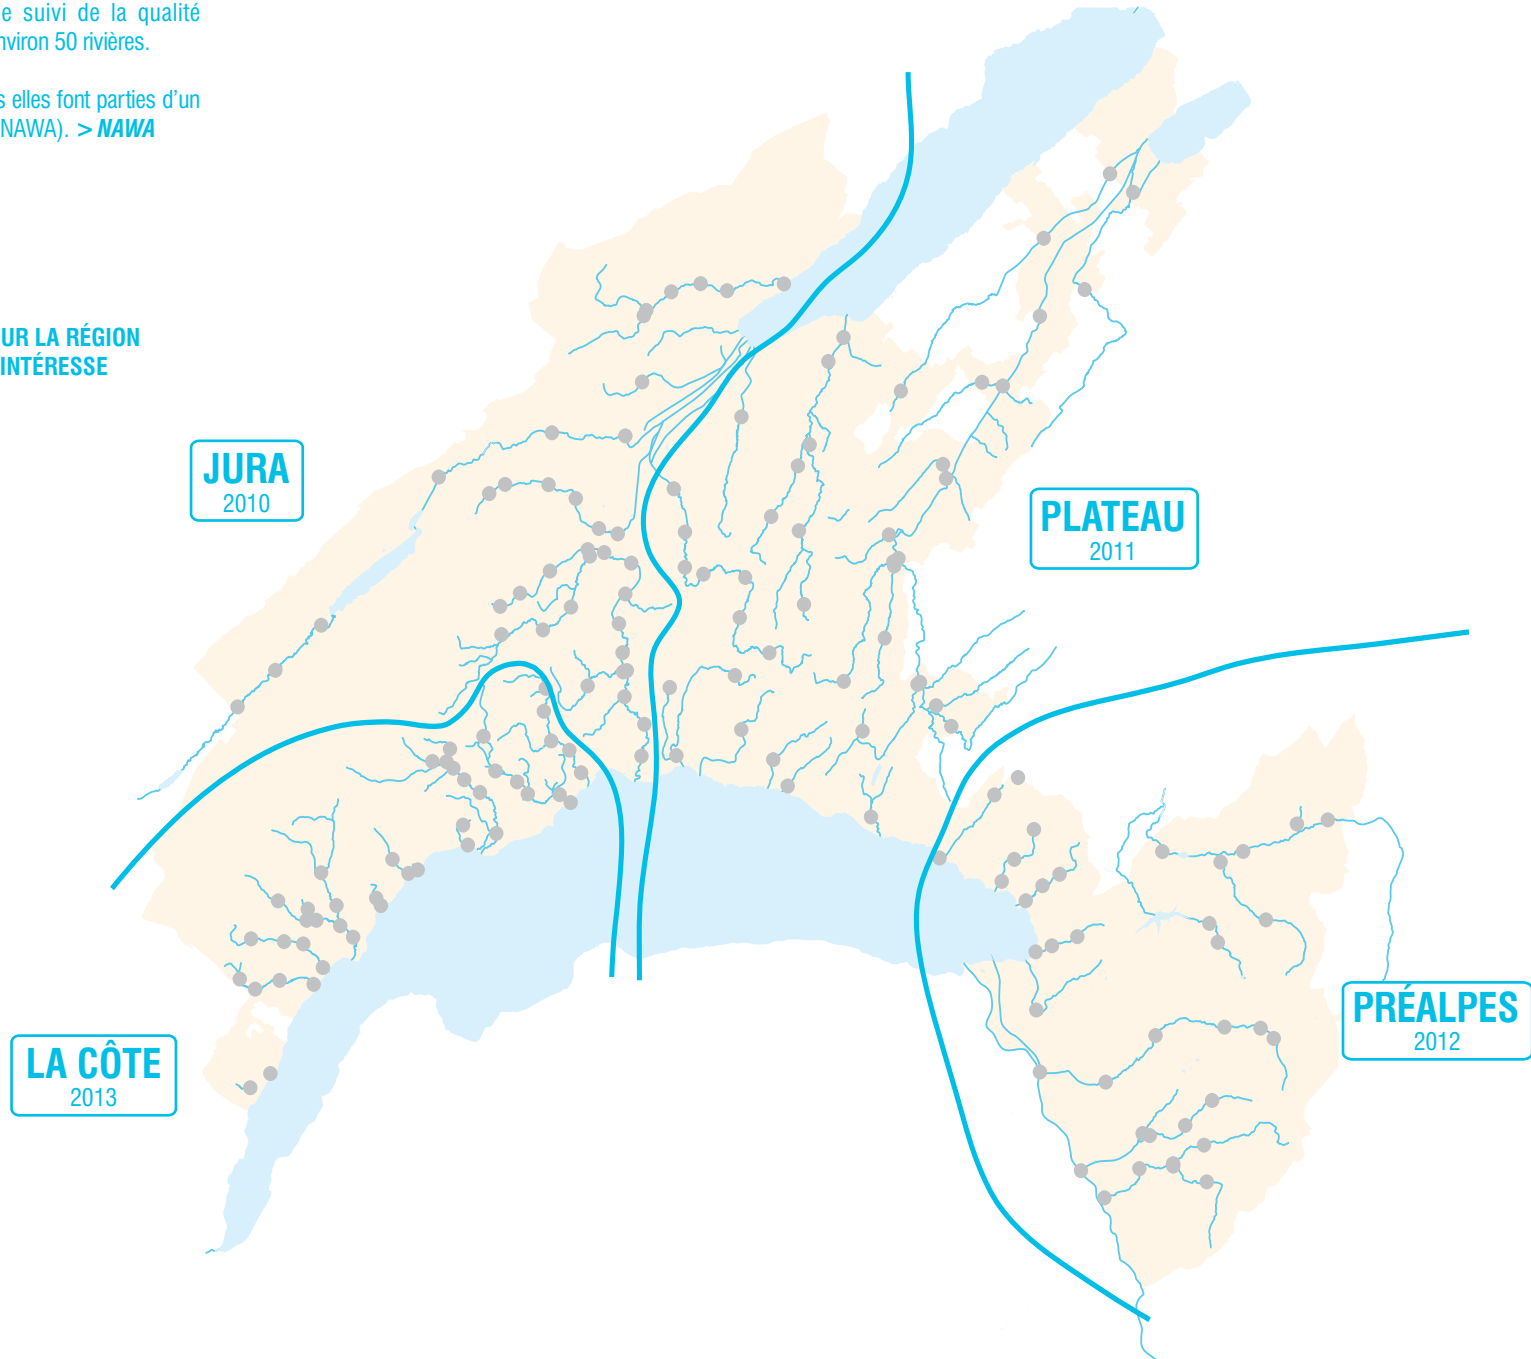 e suivi de la qualité
nviron 50 rivières.
s elles font parties d'un
NAWA). > NAWA
UR LA RÉGION
INTÉRESSE
JURA
2010
PLATEAU
2011
PRÉALPES
2012
LA CÔTE
2013